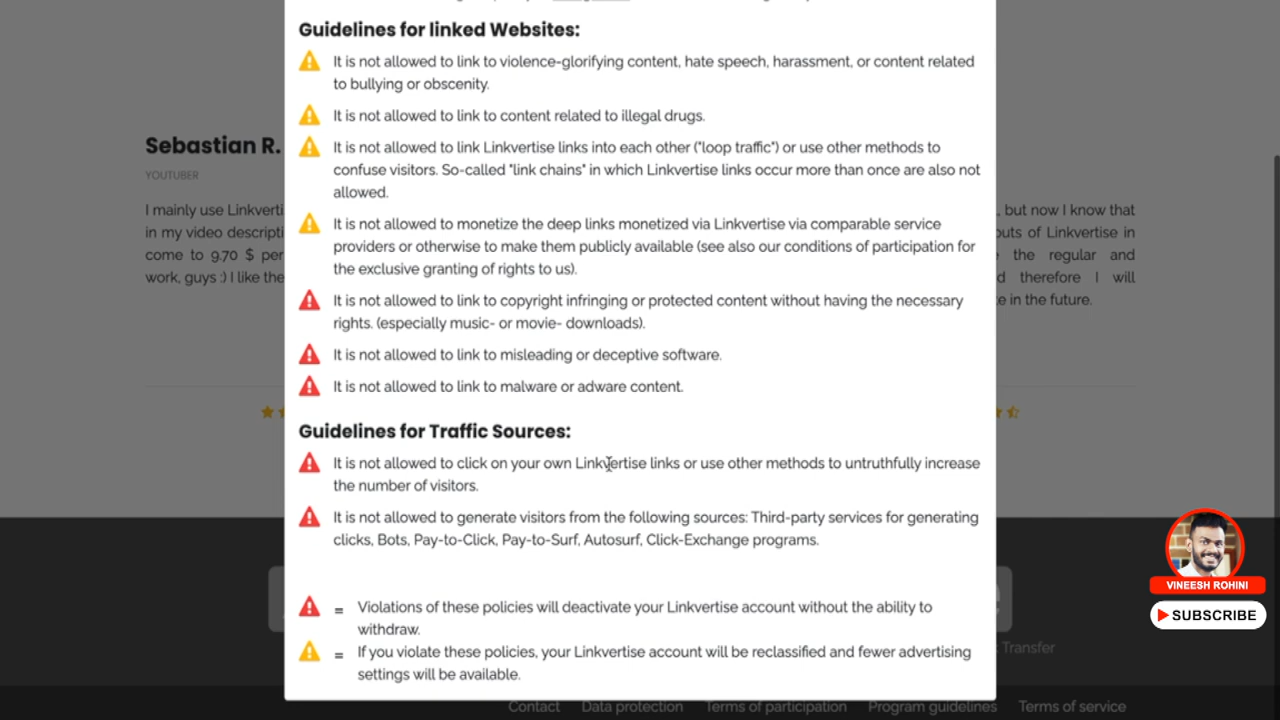 Guidelines for linked Websites:
It is not allowed to link to violence-glorifying content, hate speech, harassment, or content related
to bullying or obscenity.
It is not allowed to link to content related to illegal drugs.
It is not allowed to link Linkvertise links into each other ("loop traffic") or use other methods to
confuse visitors. So-called "link chains" in which Linkvertise links occur more than once are also not
allowed.
It is not allowed to monetize the deep links monetized via Linkvertise via comparable service
providers or otherwise to make them publicly available (see also our conditions of participation for
the exclusive granting of rights to us).
It is not allowed to link to copyright infringing or protected content without having the necessary
rights. (especially music- or movie- downloads).
It is not allowed to link to misleading or deceptive software.
It is not allowed to link to malware or adware content.
Guidelines for Traffic Sources:
It is not allowed to click on your own Linkvertise links or use other methods to untruthfully increase
the number of visitors.
It is not allowed to generate visitors from the following sources: Third-party services for generating
clicks, Bots, Pay-to-Click, Pay-to-Surf, Autosurf, Click-Exchange programs.
= Violations of these policies will deactivate your Linkvertise account without the ability to
withdraw.
= If you violate these policies, your Linkvertise account will be reclassified and fewer advertising
settings will be available.
Sebastian R.
YOUTUBER
I mainly use
in my video
come to 9.70 $ per
work, guys :) I like the
, but now I know that
of Linkvertise in
the regular and
therefore I will
in the future.
Transfer
Contact Data protection Terms of participation Program guidelines Terms of service
VINEESH ROHINI
SUBSCRIBE